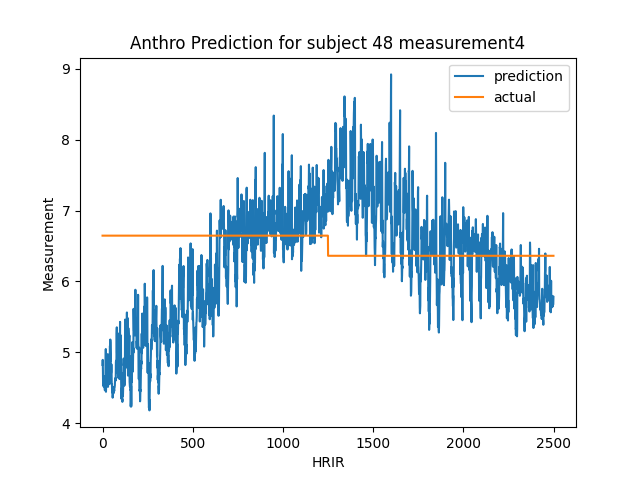 Anthro Prediction for subject 48 measurement4
prediction
actual
9
8
7
6
5
4
Measurement
0
500
1000
1500
2000
2500
HRIR